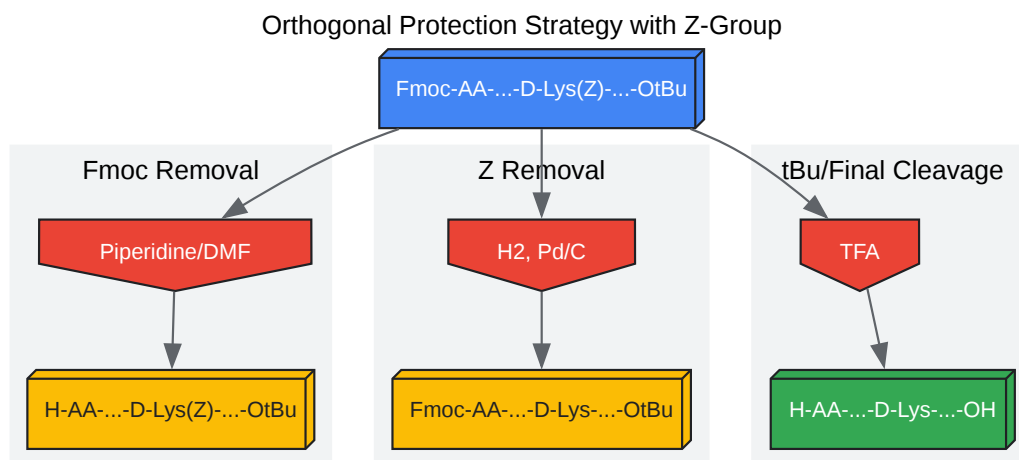 Orthogonal Protection Strategy with Z-Group
Fmoc-AA-...-D-Lys(Z)-...-OtBu
Fmoc Removal
Z Removal
tBu/Final Cleavage
Piperidine/DMF
H2, Pd/C
TFA
H-AA-...-D-Lys(Z)-...-OtBu
Fmoc-AA-...-D-Lys-...-OtBu
H-AA-...-D-Lys-...-OH